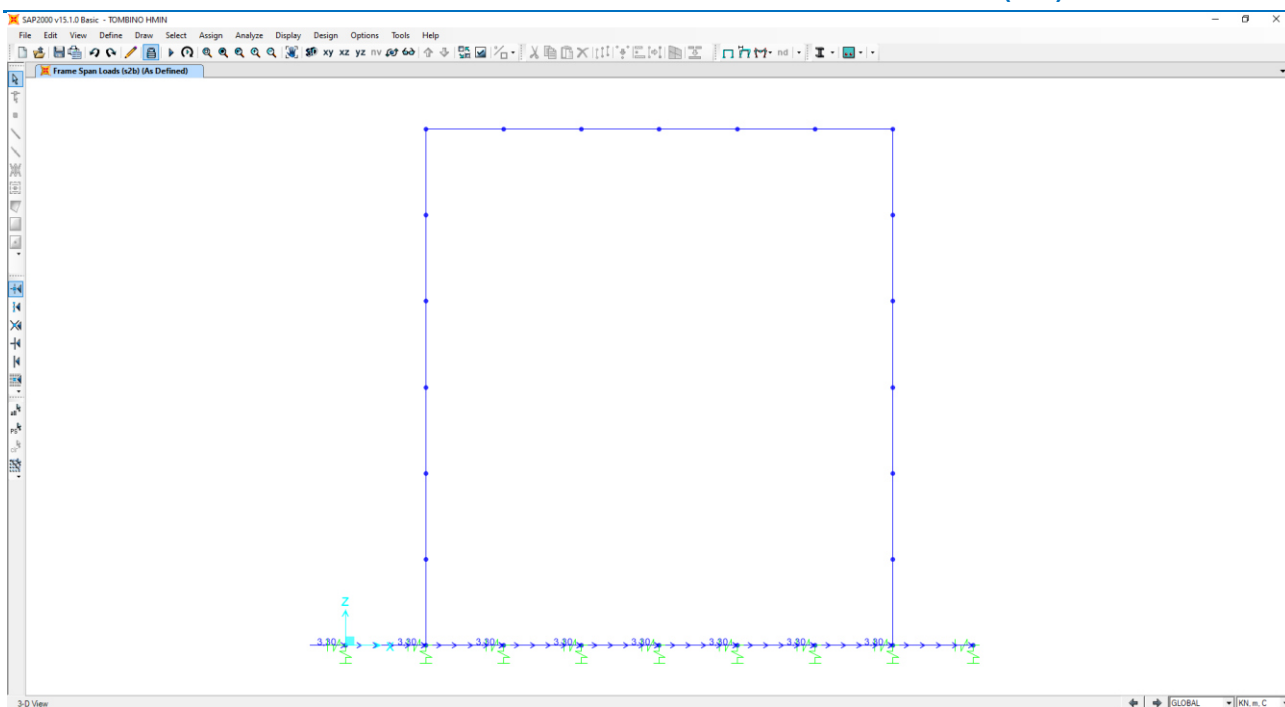 SAP2000 v15.1.0 Basic - TOMBINO HMIN
File Edit View Define Draw Select Assign Analyze Display Design Options Tools Help
xy xz yz nv nd
Frame Span Loads (s2b) (As Defined)
Z
3.30 3.30 3.30 3.30 3.30 3.30 3.30 3.30
X
3-D View GLOBAL KN, m, C